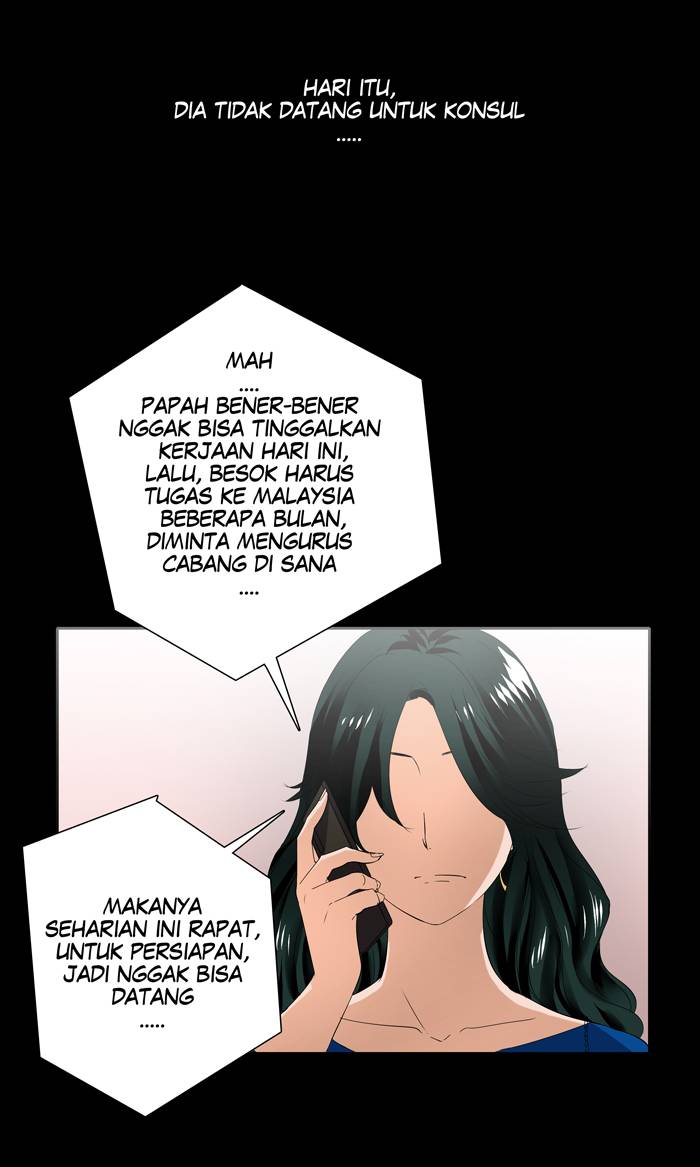 HARI ITU,
DIA TIDAK DATANG UNTUK KONSUL
.....
MAH
....
PAPAH BENER-BENER
NGGAK BISA TINGGALKAN
KERJAAN HARI INI,
LALU, BESOK HARUS
TUGAS KE MALAYSIA
BEBERAPA BULAN,
DIMINTA MENGURUS
CABANG DI SANA
....
MAKANYA
SEHARIAN INI RAPAT,
UNTUK PERSIAPAN,
JADI NGGAK BISA
DATANG
.....